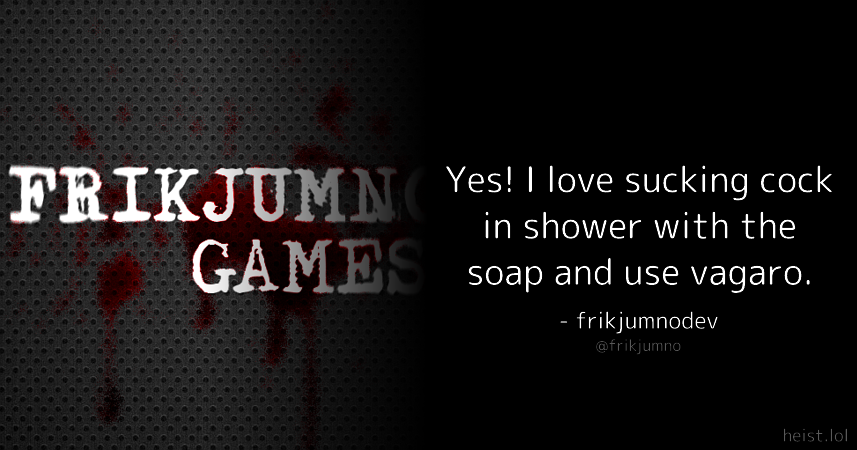 FRIKJUMNO
GAMES
Yes! I love sucking cock
in shower with the
soap and use vagaro.
- frikjumnodev
@frikjumno
heist.lol